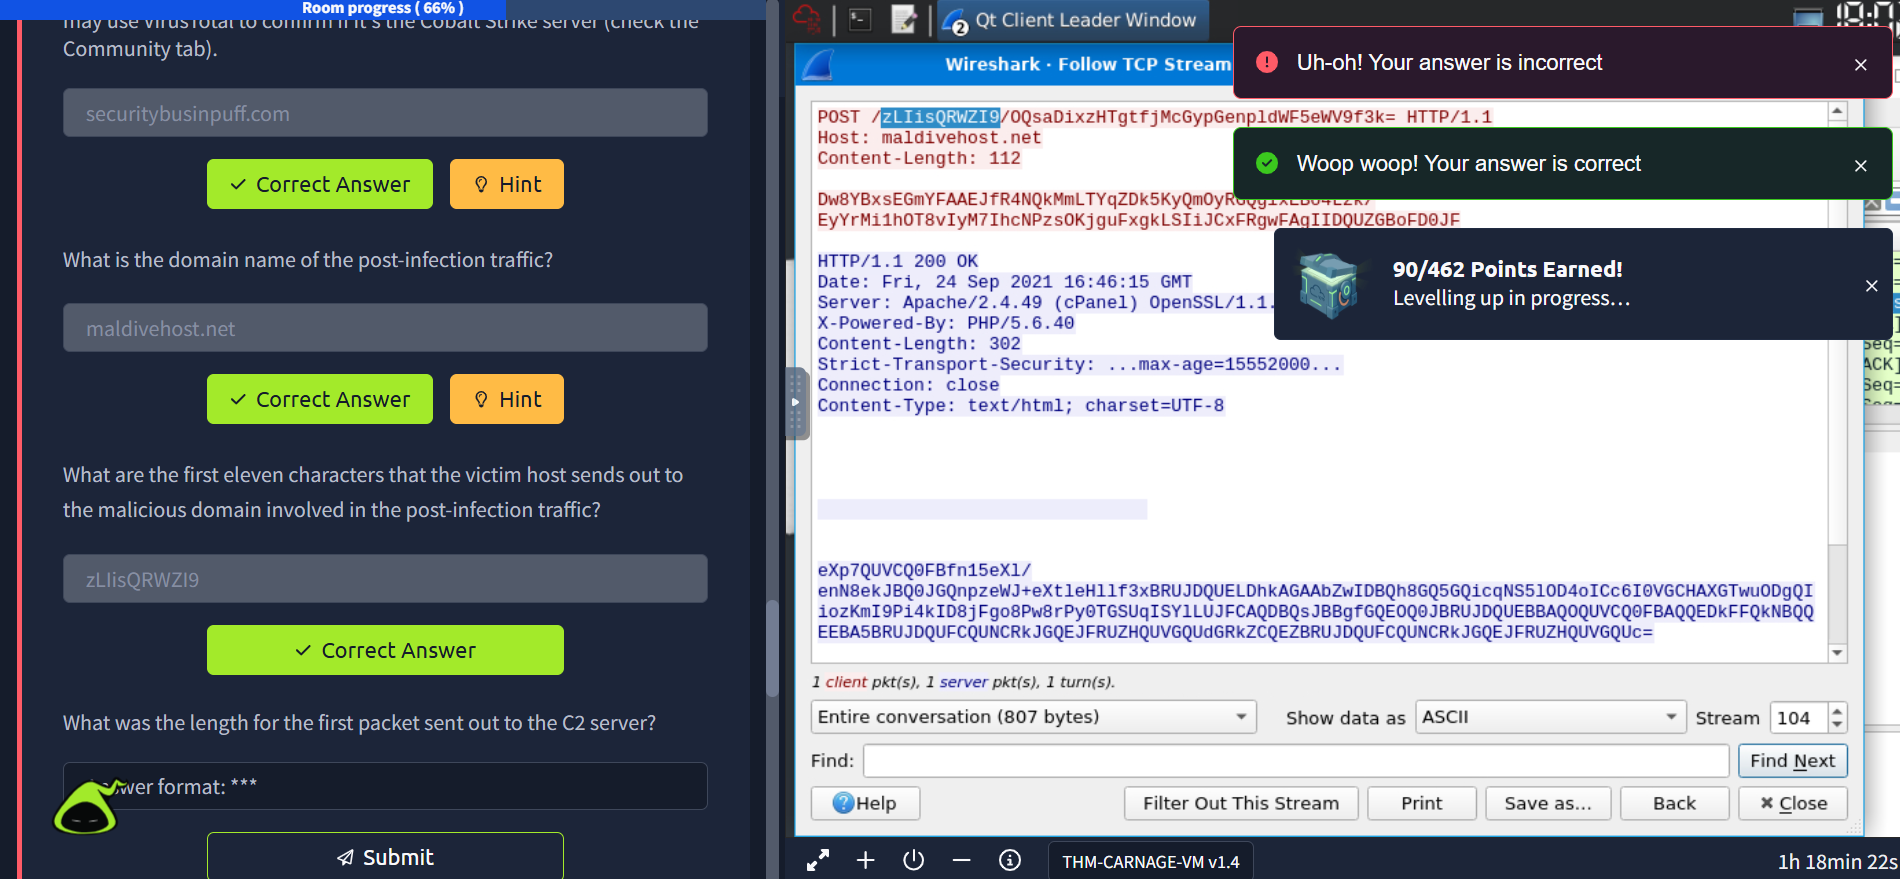 Room progress ( 66% )
may use VirusTotal to confirm if it's the Cobalt Strike server (check the
Community tab).
securitybusinpuff.com
Correct Answer
Hint
What is the domain name of the post-infection traffic?
maldivehost.net
Correct Answer
Hint
What are the first eleven characters that the victim host sends out to
the malicious domain involved in the post-infection traffic?
zLIisQRWZI9
Correct Answer
What was the length for the first packet sent out to the C2 server?
wer format: ***
Submit
2 Qt Client Leader Window
Wireshark · Follow TCP Stream
Uh-oh! Your answer is incorrect
Woop woop! Your answer is correct
90/462 Points Earned!
Levelling up in progress...
POST /zLIisQRWZI9/OQsaDixzHTgtfjMcGypGenpldWF5eWV9f3k= HTTP/1.1
Host: maldivehost.net
Content-Length: 112
EyYrMi1hOT8vIyM7IhcNPzsOKjguFxgkLSIiJCxFRgwFAgIIDQUZGBoFD0JF
HTTP/1.1 200 OK
Date: Fri, 24 Sep 2021 16:46:15 GMT
Server: Apache/2.4.49 (cPanel) OpenSSL/1.1.
X-Powered-By: PHP/5.6.40
Content-Length: 302
Strict-Transport-Security: ...max-age=15552000...
Connection: close
Content-Type: text/html; charset=UTF-8
eXp7QUVCQ0FBfn15eXl/
enN8ekJBQ0JGQnpzeWJ+eXtleHllf3xBRUJDQUELDhkAGAAbZwIDBQh8GQ5GQicqNS5lOD4oICc6I0VGCHAXGTwuODgQI
iozKmI9Pi4kID8jFgo8Pw8rPy0TGSUqISYlLUJFCAQDBQsJBBgfGQEOQ0JBRUJDQUEBBAQOQUVCQ0FBAQQEDkFFQkNBQQ
EEBA5BRUJDQUFCQUNCRkJGQEJFRUZHQUVGQUdGRkZCQEZBRUJDQUFCQUNCRkJGQEJFRUZHQUVGQUc=
1 client pkt(s), 1 server pkt(s), 1 turn(s).
Entire conversation (807 bytes)
Show data as
ASCII
Stream
104
Find:
Find Next
Help
Filter Out This Stream
Print
Save as...
Back
Close
THM-CARNAGE-VM v1.4
1h 18min 22s
Seq=
ACK]
Seq=